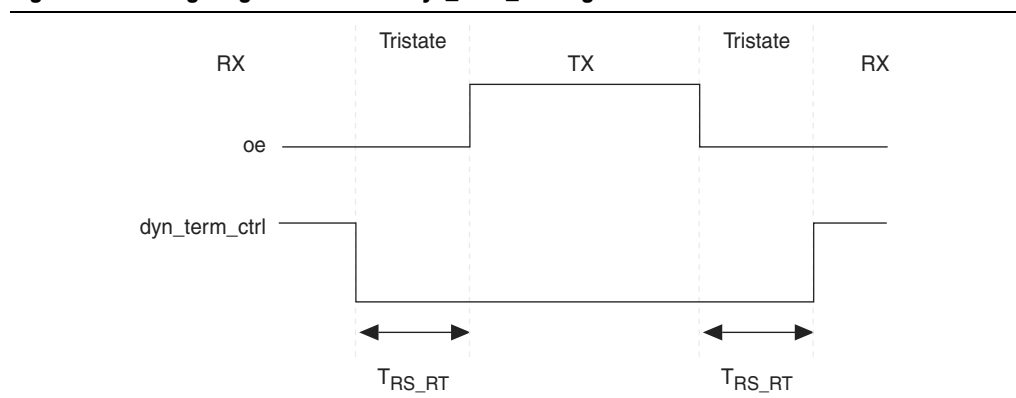 Tristate Tristate
RX TX RX
oe
dyn_term_ctrl
TRS_RT TRS_RT